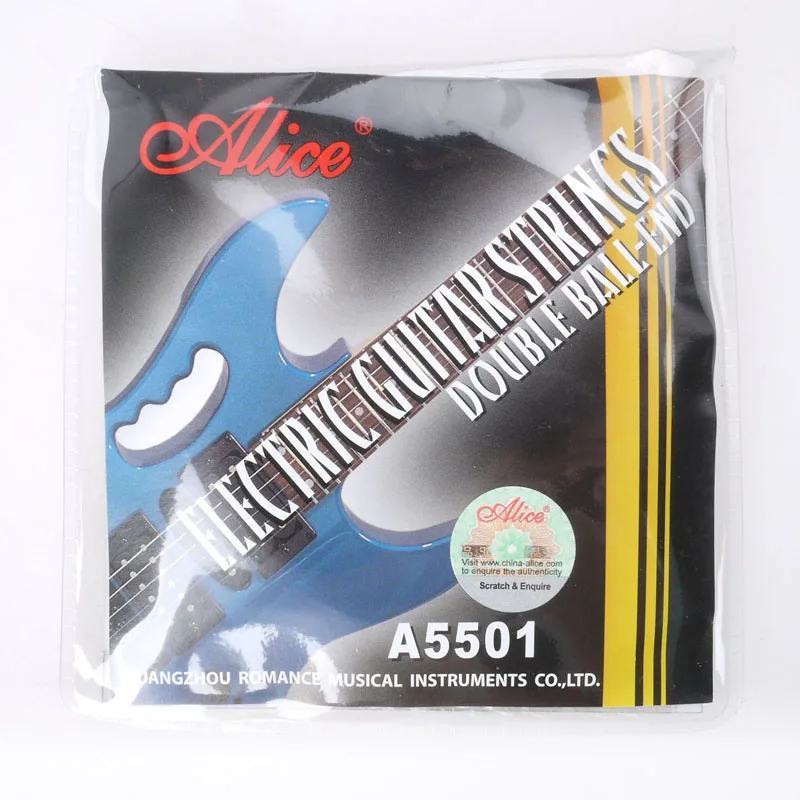 Alice®
ELECTRIC GUITAR STRINGS
DOUBLE BALL-END
Alice
Visit www.china-alice.com
to enquire the authenticity
Scratch & Enquire
A5501
UANGZHOU ROMANCE MUSICAL INSTRUMENTS CO.,LTD.